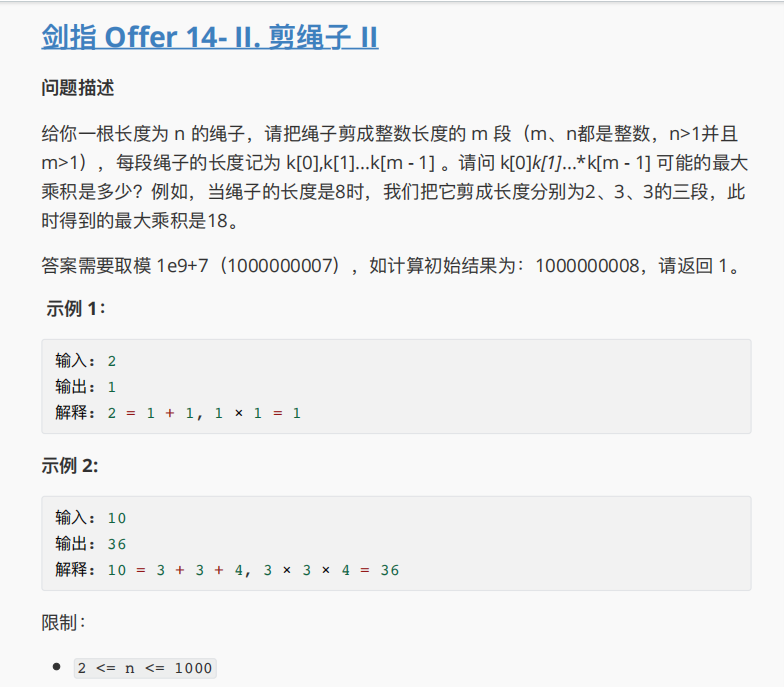 剑指 Offer 14- II. 剪绳子 II
问题描述
给你一根长度为 n 的绳子，请把绳子剪成整数长度的 m 段（m、n都是整数，n>1并且
m>1），每段绳子的长度记为 k[0],k[1]...k[m - 1] 。请问 k[0]k[1]...*k[m - 1] 可能的最大
乘积是多少？例如，当绳子的长度是8时，我们把它剪成长度分别为2、3、3的三段，此
时得到的最大乘积是18。
答案需要取模 1e9+7（1000000007），如计算初始结果为：1000000008，请返回 1。
示例 1：
输入: 2
输出: 1
解释: 2 = 1 + 1, 1 × 1 = 1
示例 2:
输入: 10
输出: 36
解释: 10 = 3 + 3 + 4, 3 × 3 × 4 = 36
限制：
2 <= n <= 1000